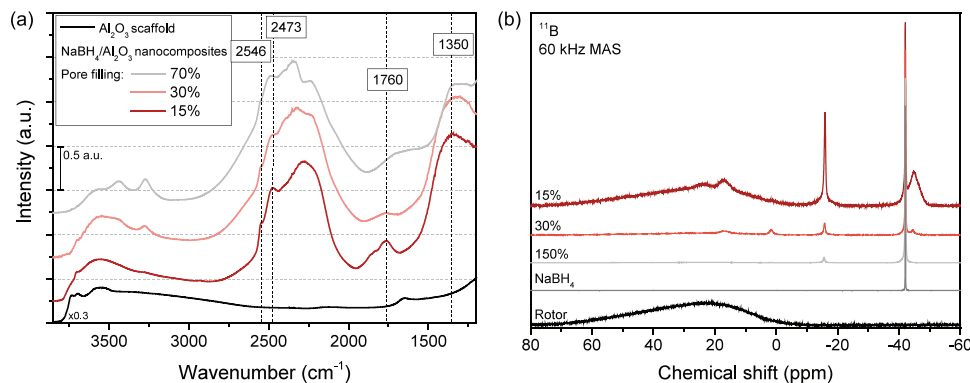 (a)
Al₂O₃ scaffold
NaBH₄/Al₂O₃ nanocomposites
Pore filling: 70%
30%
15%
2473
2546
1350
1760
0.5 a.u.
x0.3
Intensity (a.u.)
3500 3000 2500 2000 1500
Wavenumber (cm⁻¹)
(b)
¹¹B
60 kHz MAS
15%
30%
150%
NaBH₄
Rotor
80 60 40 20 0 -20 -40 -60
Chemical shift (ppm)